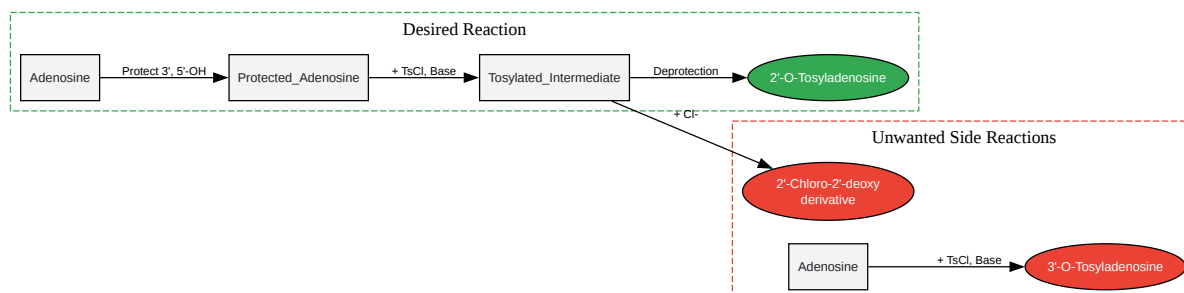 Desired Reaction
Adenosine
Protect 3', 5'-OH
Protected_Adenosine
+ TsCl, Base
Tosylated_Intermediate
Deprotection
2'-O-Tosyladenosine
+ Cl-
Unwanted Side Reactions
2'-Chloro-2'-deoxy
derivative
Adenosine
+ TsCl, Base
3'-O-Tosyladenosine